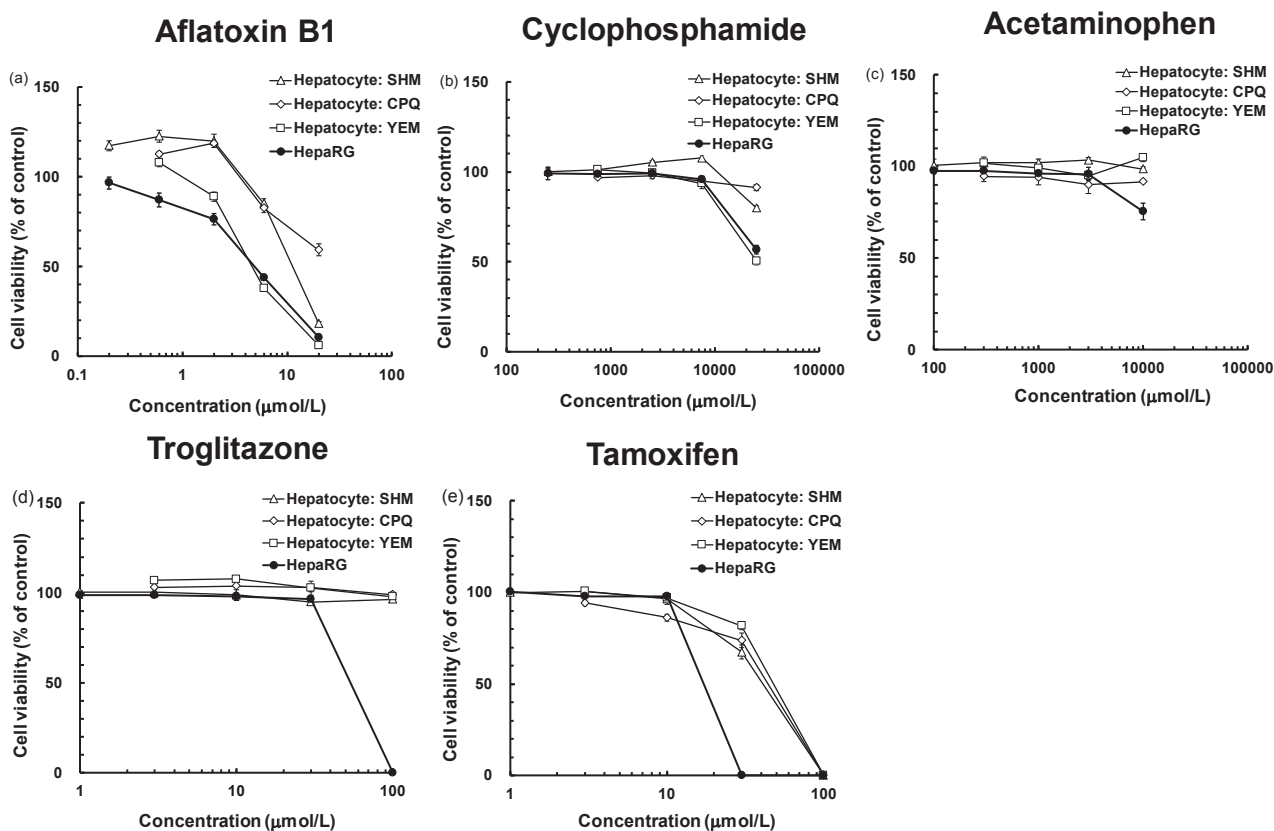 Aflatoxin B1
(a)
Hepatocyte: SHM
Hepatocyte: CPQ
Hepatocyte: YEM
HepaRG
150
100
50
0
0.1
1
10
100
Cell viability (% of control)
Concentration (μmol/L)
Cyclophosphamide
(b)
Hepatocyte: SHM
Hepatocyte: CPQ
Hepatocyte: YEM
HepaRG
150
100
50
0
100
1000
10000
100000
Cell viability (% of control)
Concentration (μmol/L)
Acetaminophen
(c)
Hepatocyte: SHM
Hepatocyte: CPQ
Hepatocyte: YEM
HepaRG
150
100
50
0
100
1000
10000
100000
Cell viability (% of control)
Concentration (μmol/L)
Troglitazone
(d)
Hepatocyte: SHM
Hepatocyte: CPQ
Hepatocyte: YEM
HepaRG
150
100
50
0
1
10
100
Cell viability (% of control)
Concentration (μmol/L)
Tamoxifen
(e)
Hepatocyte: SHM
Hepatocyte: CPQ
Hepatocyte: YEM
HepaRG
150
100
50
0
1
10
100
Cell viability (% of control)
Concentration (μmol/L)